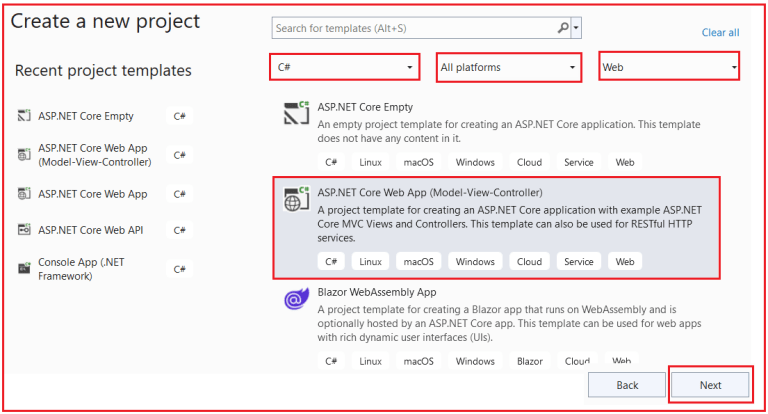 Create a new project
Search for templates (Alt+S)
Clear all
Recent project templates
C#
All platforms
Web
ASP.NET Core Empty
C#
ASP.NET Core Web App
(Model-View-Controller)
C#
ASP.NET Core Web App
C#
ASP.NET Core Web API
C#
Console App (.NET
Framework)
C#
ASP.NET Core Empty
An empty project template for creating an ASP.NET Core application. This template
does not have any content in it.
C# Linux macOS Windows Cloud Service Web
ASP.NET Core Web App (Model-View-Controller)
A project template for creating an ASP.NET Core application with example ASP.NET
Core MVC Views and Controllers. This template can also be used for RESTful HTTP
services.
C# Linux macOS Windows Cloud Service Web
Blazor WebAssembly App
A project template for creating a Blazor app that runs on WebAssembly and is
optionally hosted by an ASP.NET Core app. This template can be used for web apps
with rich dynamic user interfaces (UIs).
C# Linux macOS Windows Blazor Cloud Web
Back
Next